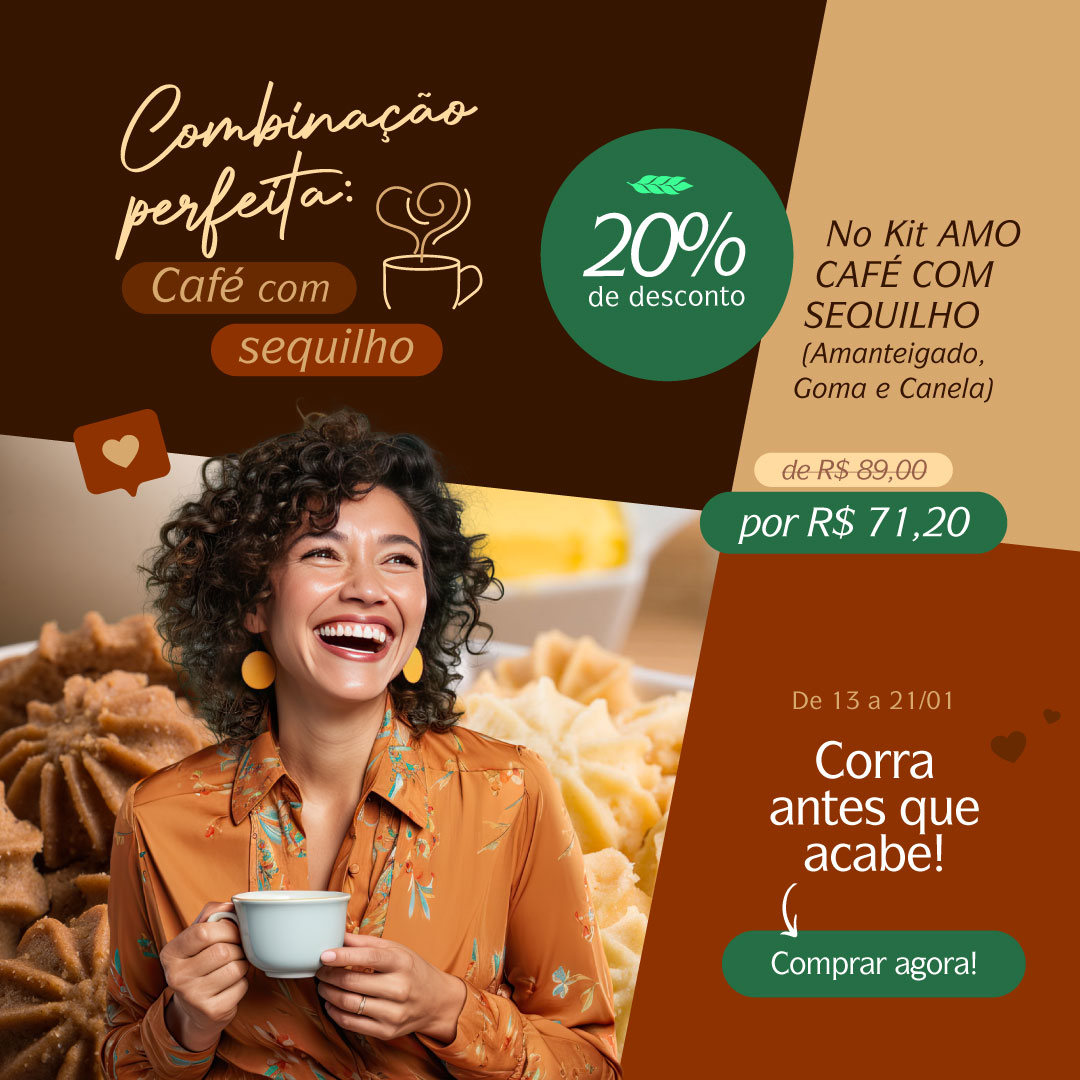 Combinação
perfeita:
Café com
sequilho
20%
de desconto
No Kit AMO
CAFÉ COM
SEQUILHO
(Amanteigado,
Goma e Canela)
de R$ 89,00
por R$ 71,20
De 13 a 21/01
Corra
antes que
acabe!
Comprar agora!